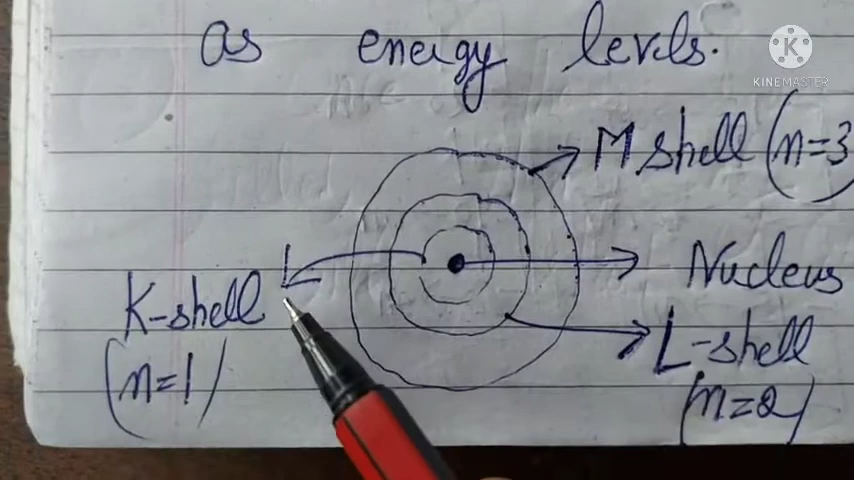 As energy levels.
K
KINEMASTER
M shell (n=3
Nucleus
K-shell
(n=1)
L-shell
(n=2)